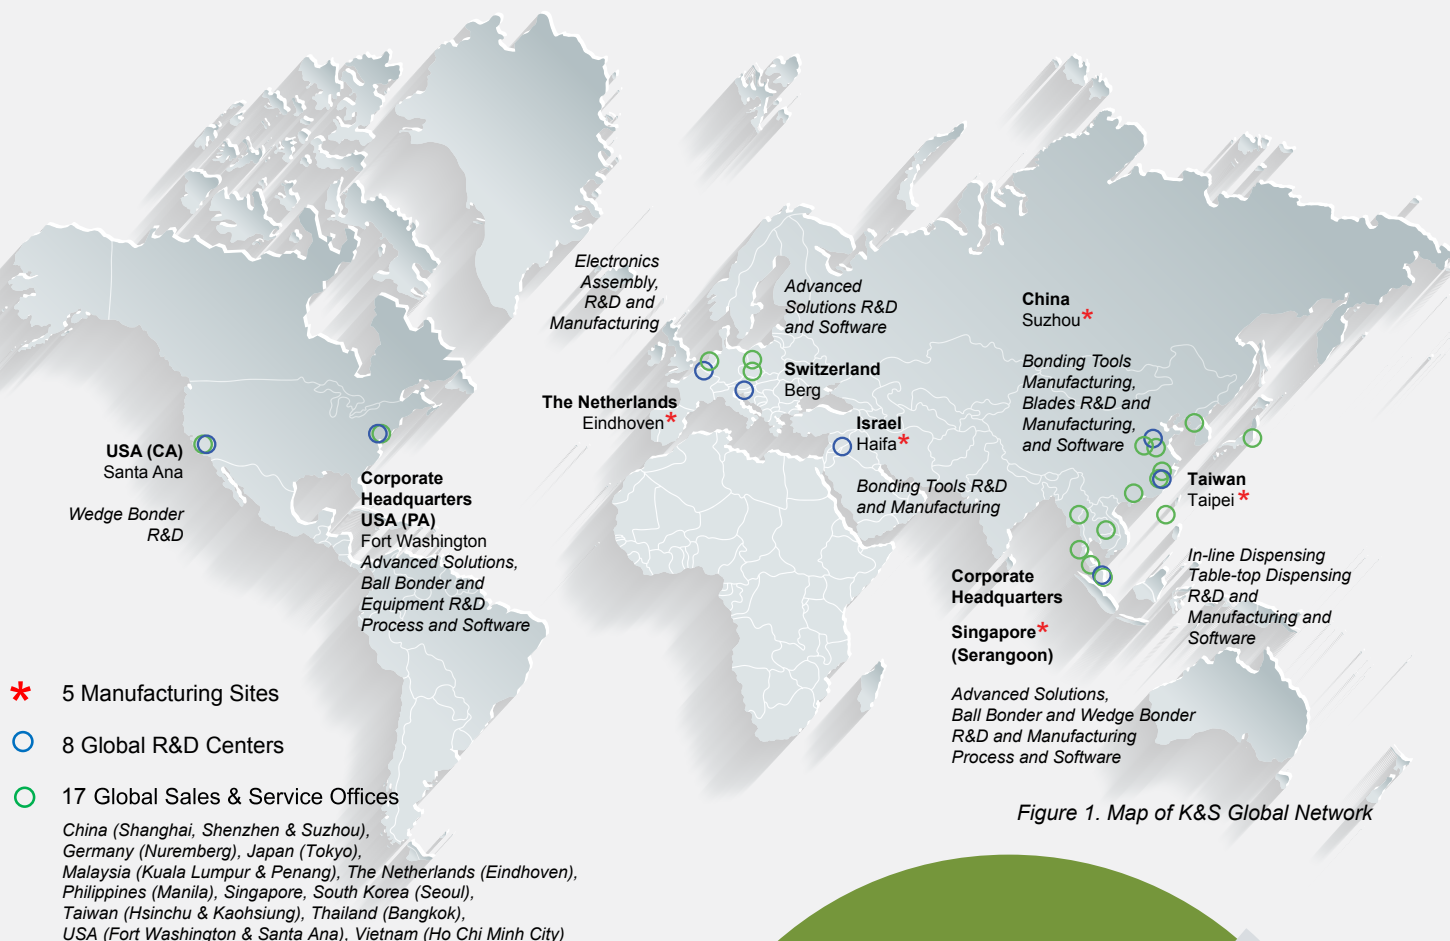 Electronics
Assembly,
R&D and
Manufacturing
The Netherlands
Eindhoven*
Advanced
Solutions R&D
and Software
Switzerland
Berg
China
Suzhou*
Bonding Tools
Manufacturing,
Blades R&D and
Manufacturing,
and Software
Israel
Haifa*
Bonding Tools R&D
and Manufacturing
USA (CA)
Santa Ana
Wedge Bonder
R&D
Corporate
Headquarters
USA (PA)
Fort Washington
Advanced Solutions,
Ball Bonder and
Equipment R&D
Process and Software
Taiwan
Taipei*
In-line Dispensing
Table-top Dispensing
R&D and
Manufacturing and
Software
Corporate
Headquarters
Singapore*
(Serangoon)
Advanced Solutions,
Ball Bonder and Wedge Bonder
R&D and Manufacturing
Process and Software
* 5 Manufacturing Sites
8 Global R&D Centers
17 Global Sales & Service Offices
China (Shanghai, Shenzhen & Suzhou),
Germany (Nuremberg), Japan (Tokyo),
Malaysia (Kuala Lumpur & Penang), The Netherlands (Eindhoven),
Philippines (Manila), Singapore, South Korea (Seoul),
Taiwan (Hsinchu & Kaohsiung), Thailand (Bangkok),
USA (Fort Washington & Santa Ana), Vietnam (Ho Chi Minh City)
Figure 1. Map of K&S Global Network